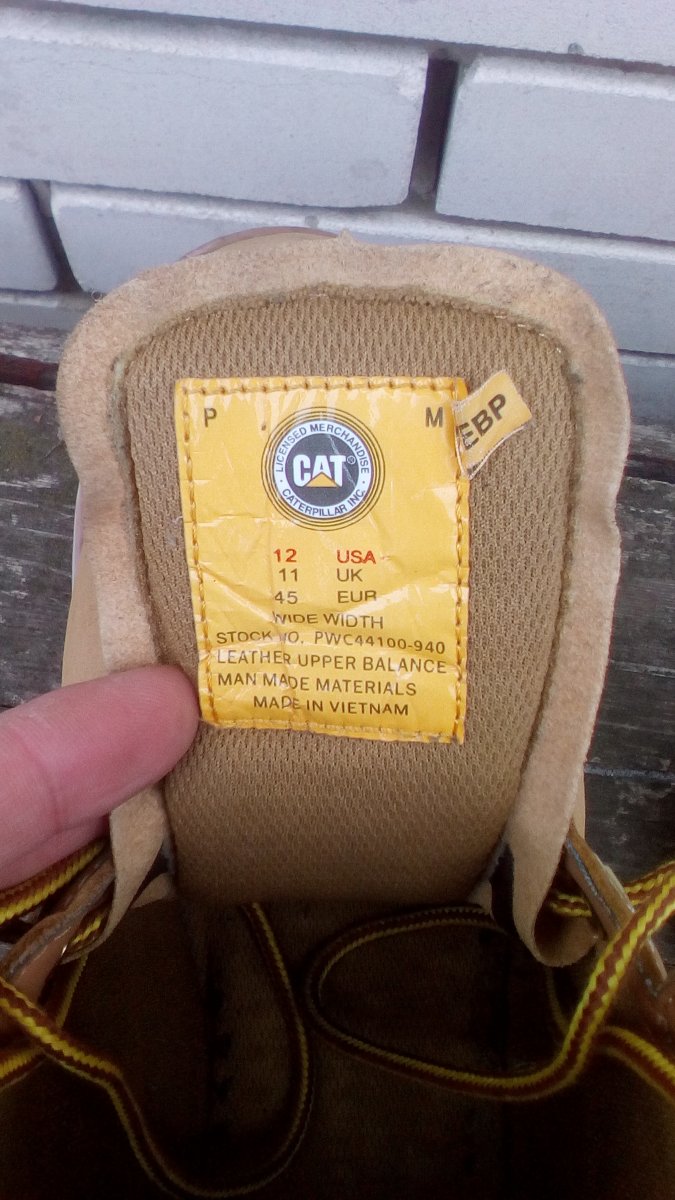 P M
EBP
LICENSED MERCHANDISE
CAT®
CATERPILLAR INC.
12 USA
11 UK
45 EUR
WIDE WIDTH
STOCK NO. PWC44100-940
LEATHER UPPER BALANCE
MAN MADE MATERIALS
MADE IN VIETNAM